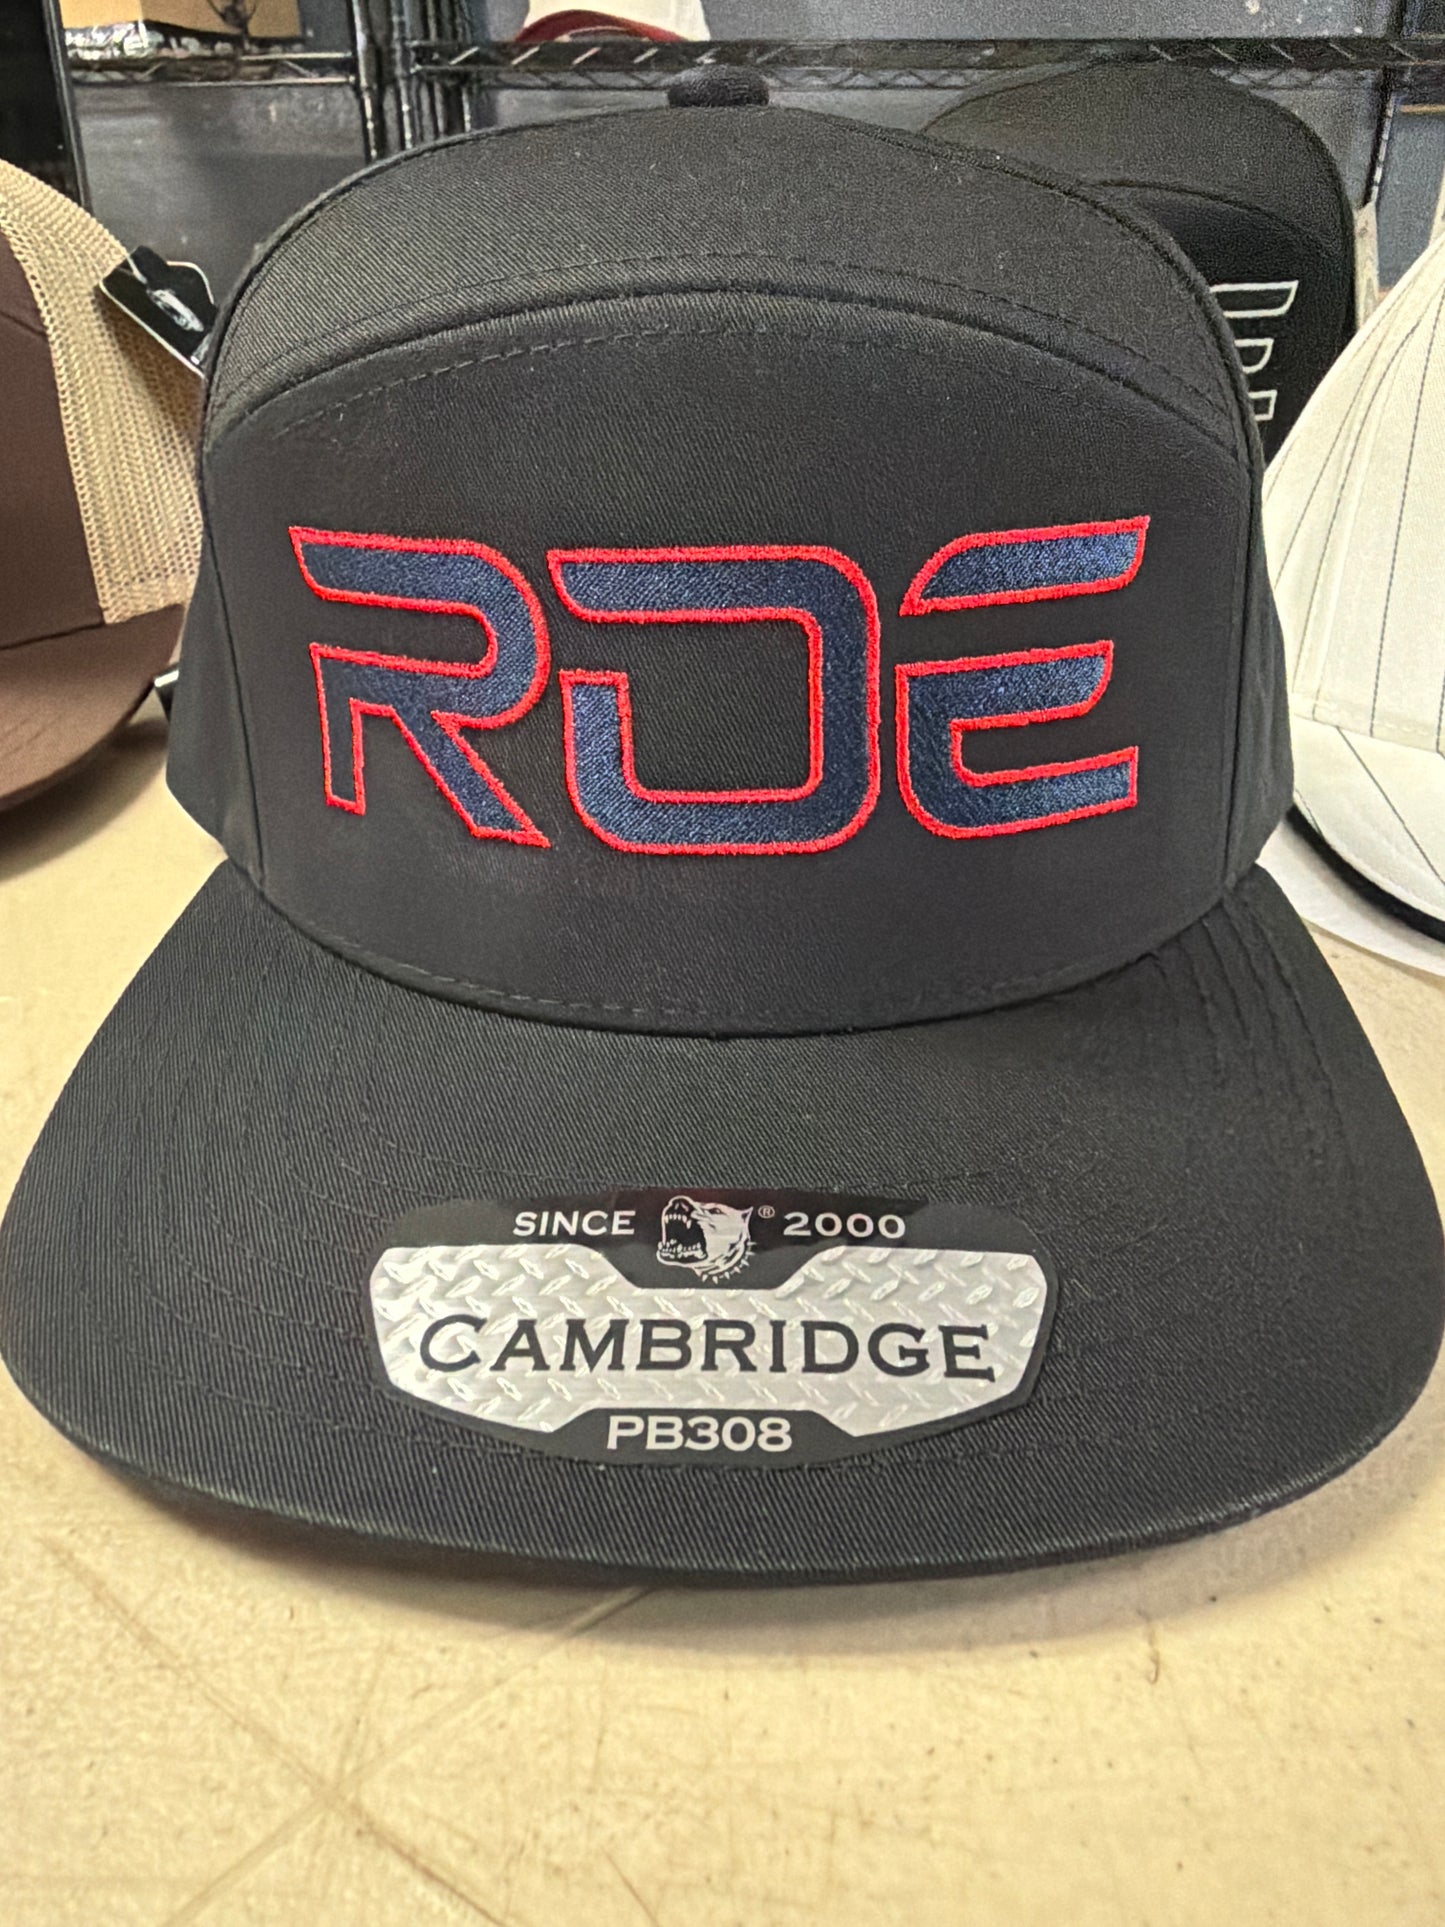 RDE
SINCE ® 2000
CAMBRIDGE
PB308